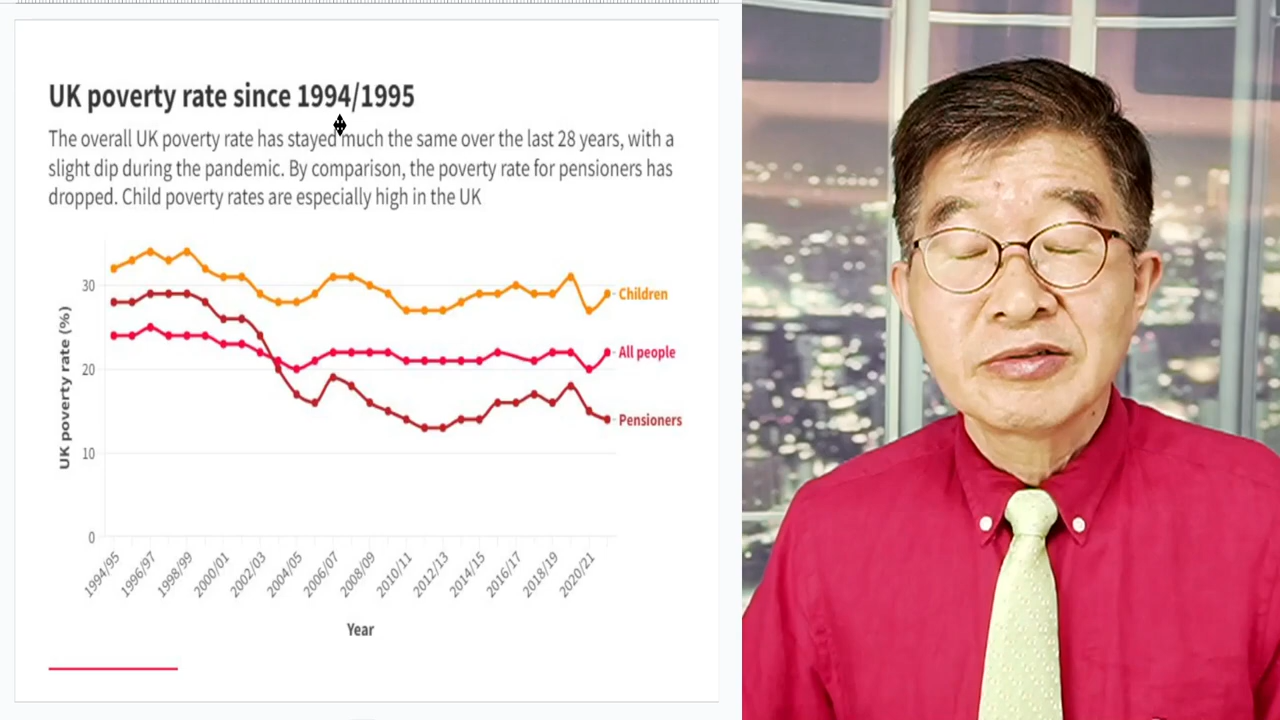 UK poverty rate since 1994/1995
The overall UK poverty rate has stayed much the same over the last 28 years, with a
slight dip during the pandemic. By comparison, the poverty rate for pensioners has
dropped. Child poverty rates are especially high in the UK
30
20
10
0
UK poverty rate (%)
Children
All people
Pensioners
1994/95
1996/97
1998/99
2000/01
2002/03
2004/05
2006/07
2008/09
2010/11
2012/13
2014/15
2016/17
2018/19
2020/21
Year